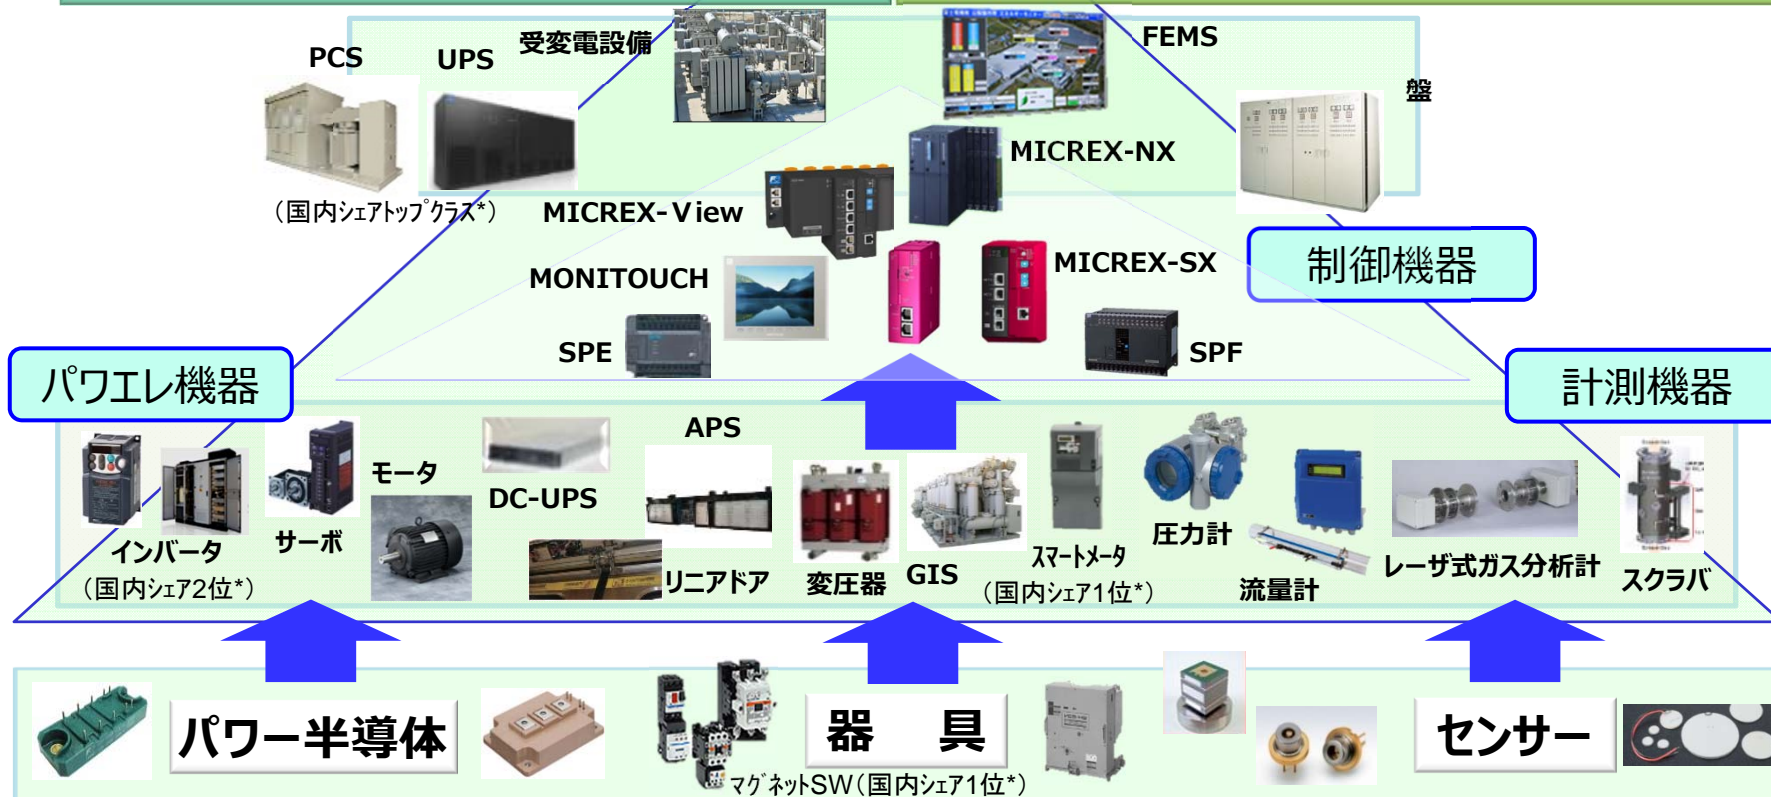 受変電設備
FEMS
PCS
UPS
盤
MICREX-NX
（国内シェアトップクラス*）
MICREX-View
制御機器
MICREX-SX
MONITOUCH
SPE
SPF
パワエレ機器
計測機器
APS
モータ
DC-UPS
インバータ
（国内シェア2位*）
サーボ
リニアドア
変圧器
GIS
スマートメータ
（国内シェア1位*）
圧力計
流量計
レーザ式ガス分析計
スクラバ
パワー半導体
器　具
センサー
マグネットSW（国内シェア1位*）